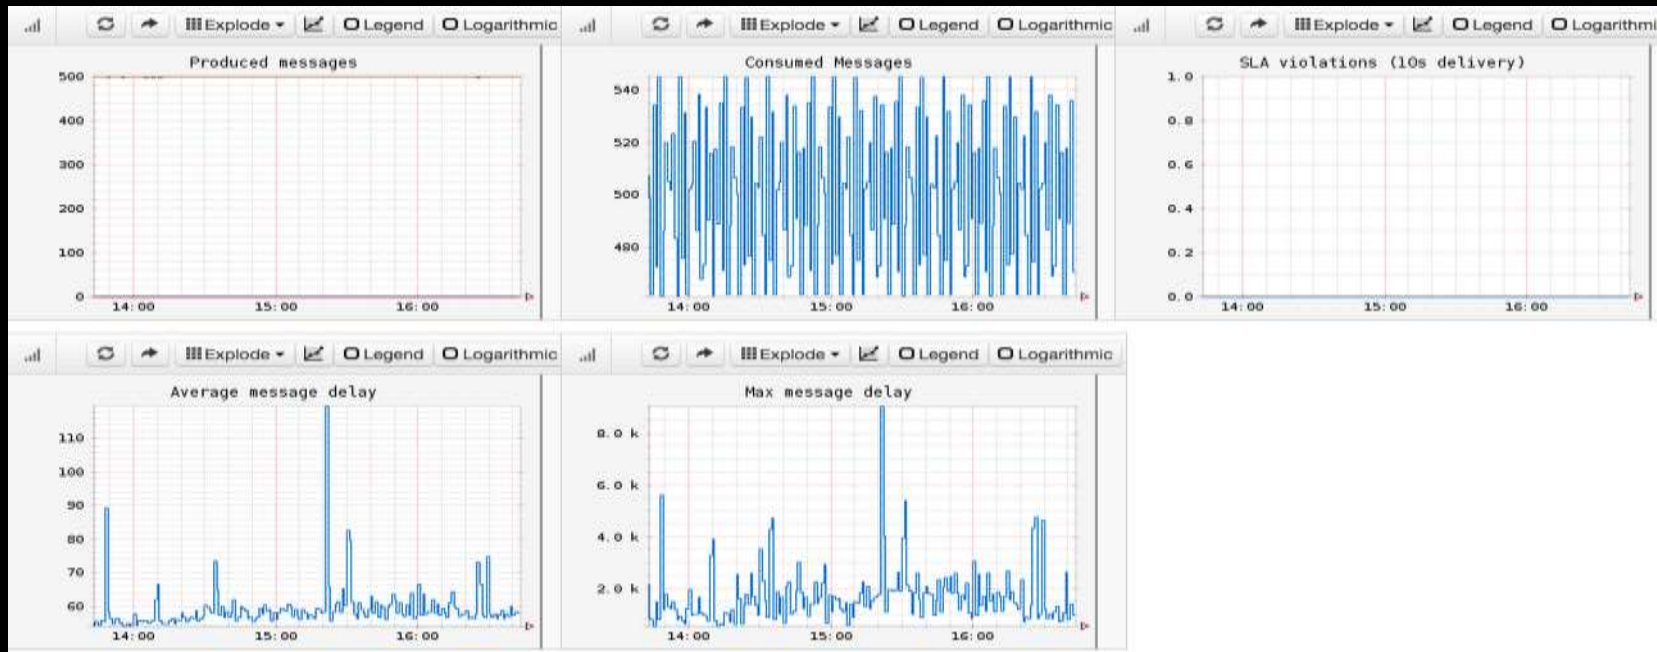 Explode Legend Logarithmic
Produced messages
500
400
300
200
100
0
14:00 15:00 16:00
Explode Legend Logarithmic
Consumed Messages
540
520
500
480
14:00 15:00 16:00
Explode Legend Logarithmi
SLA violations (10s delivery)
1.0
0.8
0.6
0.4
0.2
0.0
14:00 15:00 16:00
Explode Legend Logarithmic
Average message delay
110
100
90
80
70
60
14:00 15:00 16:00
Explode Legend Logarithmic
Max message delay
8.0 k
6.0 k
4.0 k
2.0 k
14:00 15:00 16:00